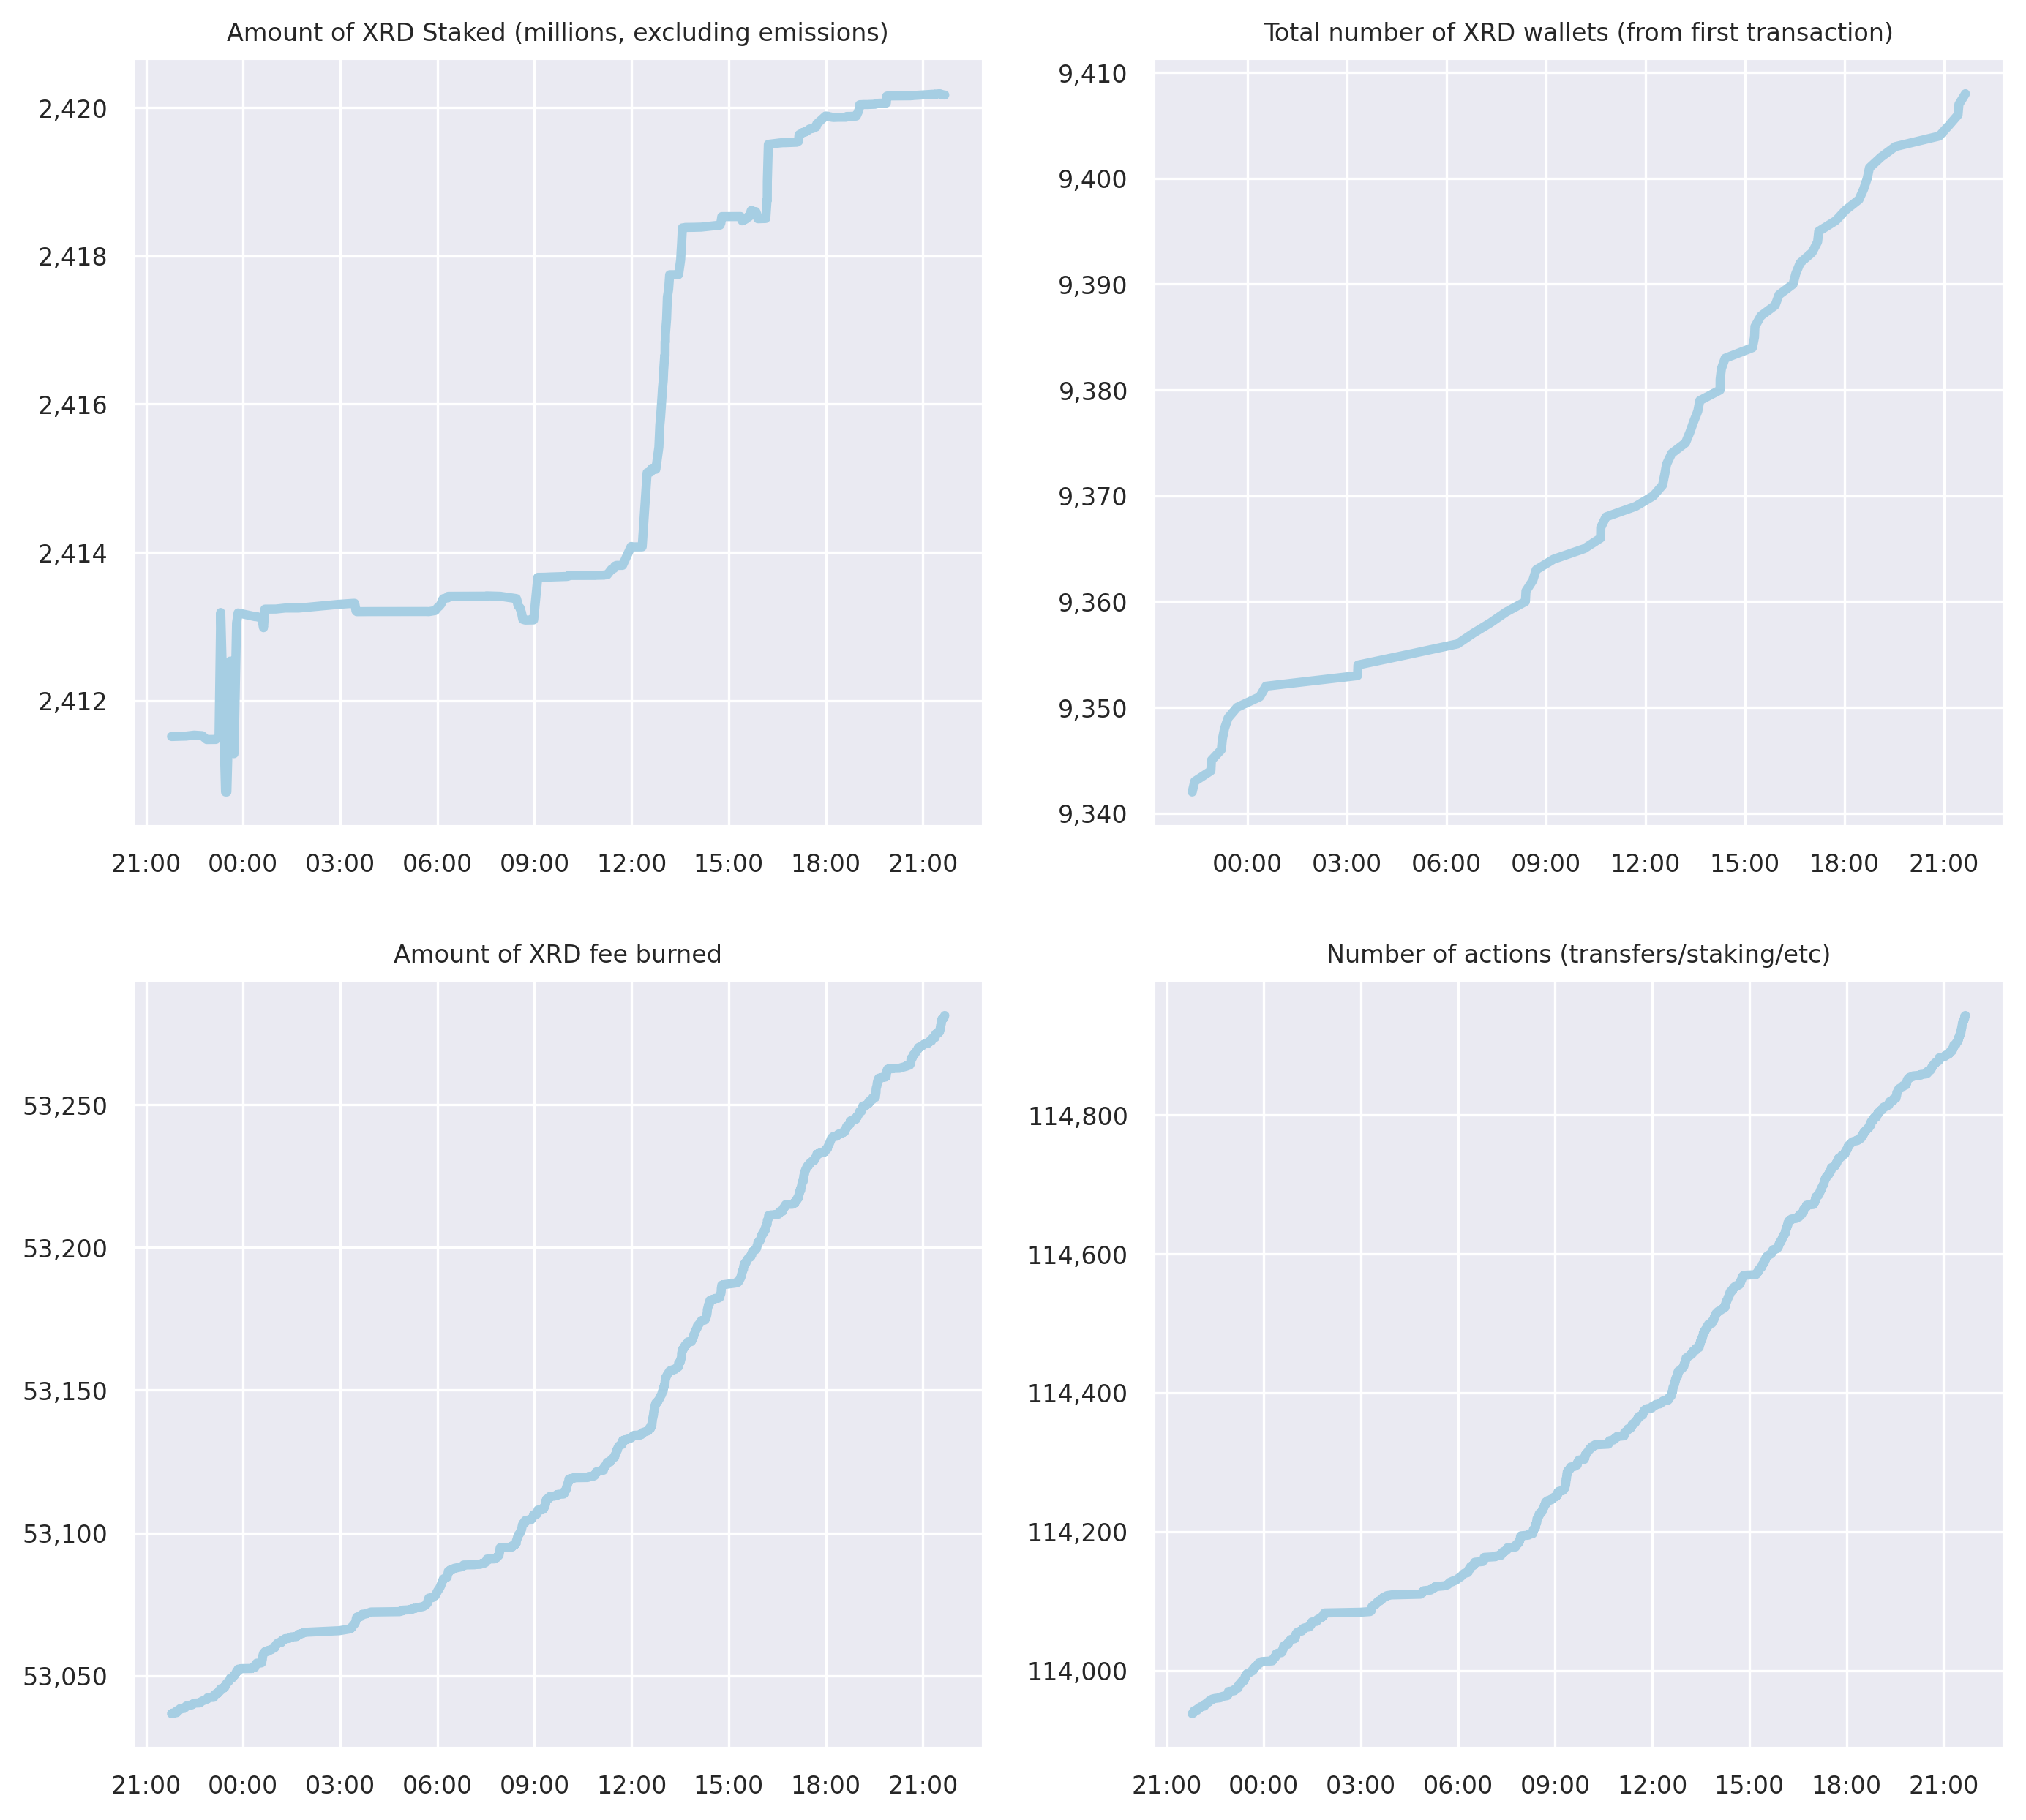 Amount of XRD Staked (millions, excluding emissions)
2,420
2,418
2,416
2,414
2,412
21:00 00:00 03:00 06:00 09:00 12:00 15:00 18:00 21:00
Total number of XRD wallets (from first transaction)
9,410
9,400
9,390
9,380
9,370
9,360
9,350
9,340
00:00 03:00 06:00 09:00 12:00 15:00 18:00 21:00
Amount of XRD fee burned
53,250
53,200
53,150
53,100
53,050
21:00 00:00 03:00 06:00 09:00 12:00 15:00 18:00 21:00
Number of actions (transfers/staking/etc)
114,800
114,600
114,400
114,200
114,000
21:00 00:00 03:00 06:00 09:00 12:00 15:00 18:00 21:00